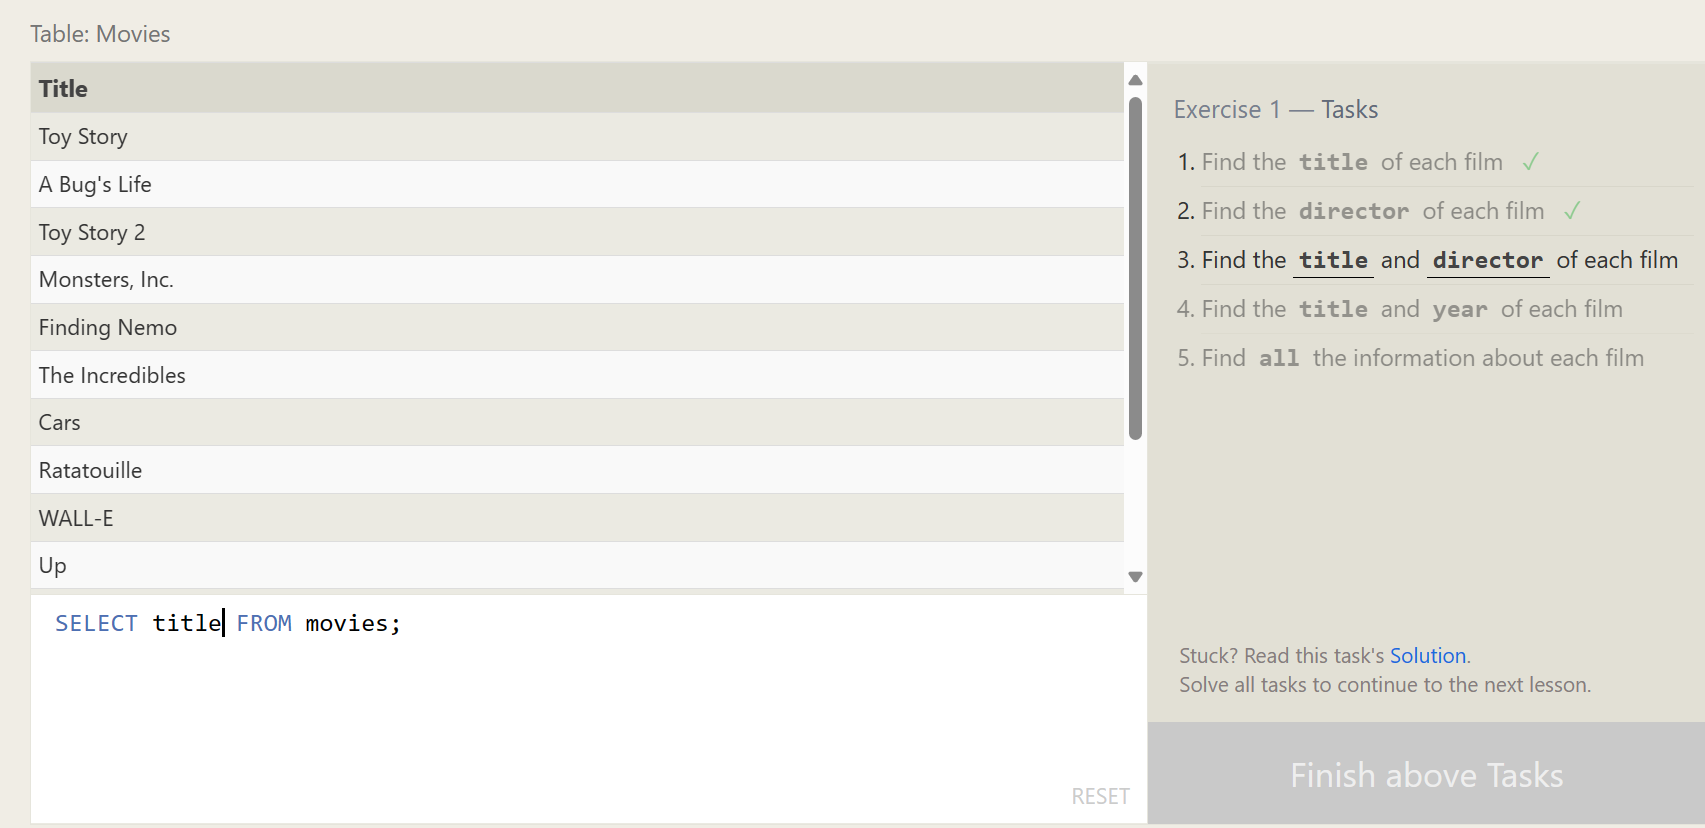 Table: Movies
Title
Toy Story
A Bug's Life
Toy Story 2
Monsters, Inc.
Finding Nemo
The Incredibles
Cars
Ratatouille
WALL-E
Up
SELECT title FROM movies;
RESET
Exercise 1 — Tasks
1. Find the title of each film ✓
2. Find the director of each film ✓
3. Find the title and director of each film
4. Find the title and year of each film
5. Find all the information about each film
Stuck? Read this task's Solution.
Solve all tasks to continue to the next lesson.
Finish above Tasks